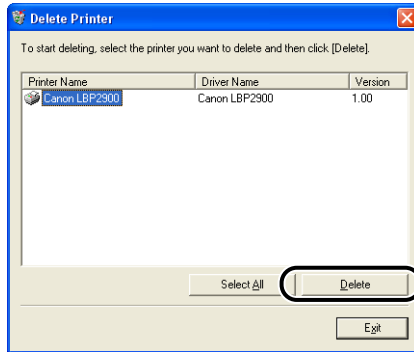 Delete Printer
To start deleting, select the printer you want to delete and then click [Delete].
Printer Name Driver Name Version
Canon LBP2900 Canon LBP2900 1.00
Select All Delete
Exit